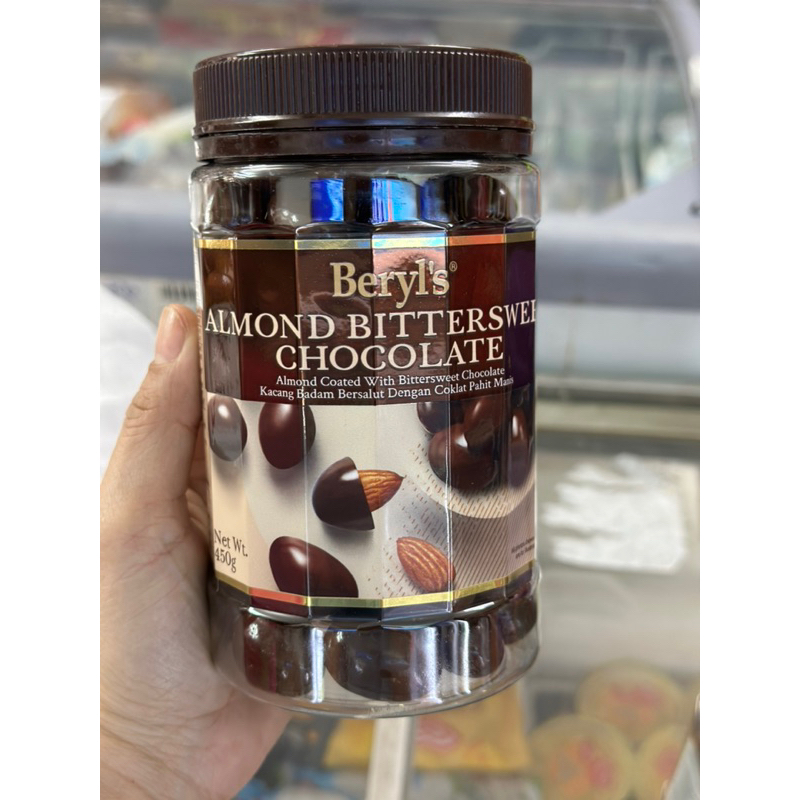 Beryl's®
ALMOND BITTERSWEE
CHOCOLATE
Almond Coated With Bittersweet Chocolate
Kacang Badam Bersalut Dengan Coklat Pahit Manis
Net Wt.
450g